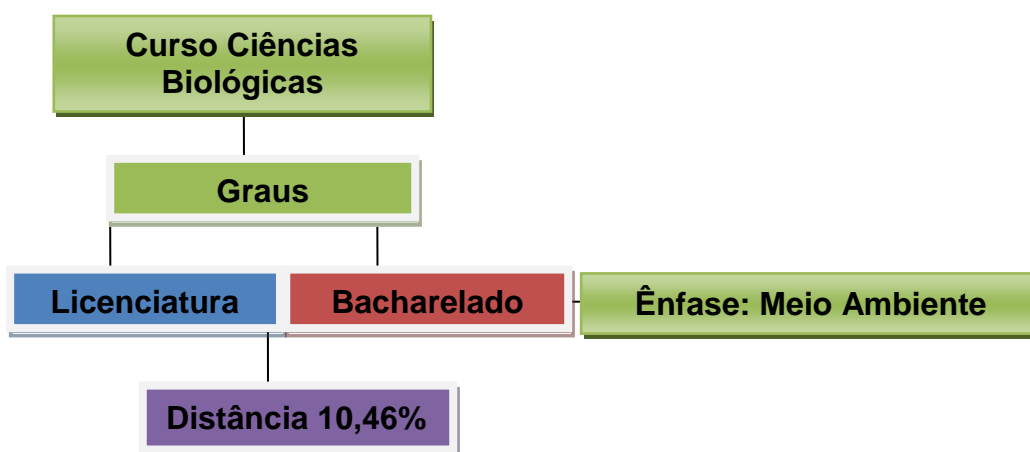 Curso Ciências
Biológicas
Graus
Licenciatura
Bacharelado
Ênfase: Meio Ambiente
Distância 10,46%